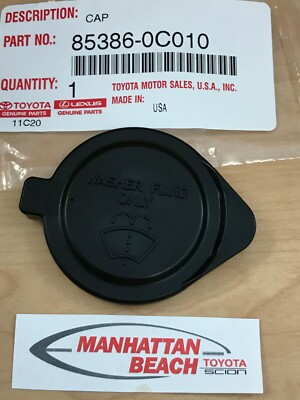 DESCRIPTION: CAP
PART NO.: 85386-0C010
QUANTITY: 1 TOYOTA MOTOR SALES, U.S.A., INC.
TOYOTA LEXUS MADE IN:
GENUINE PARTS GENUINE PARTS USA
11C20
WASHER FLUID
ONLY
MANHATTAN
BEACH TOYOTA
SCION